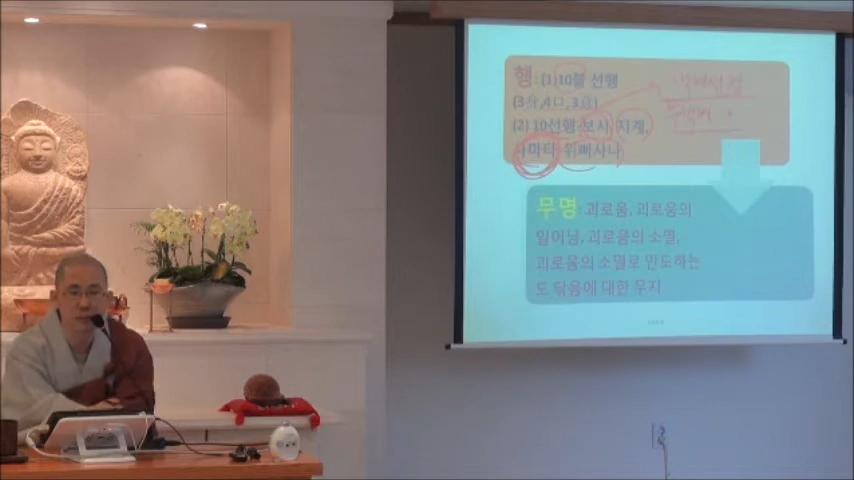 행: (1)10불 선행
(3身,4口,3意)
(2) 10선행-보시, 지계,
사마타-위빠사나
무명: 괴로움, 괴로움의
일어남, 괴로움의 소멸,
괴로움의 소멸로 인도하는
도 닦음에 대한 무지